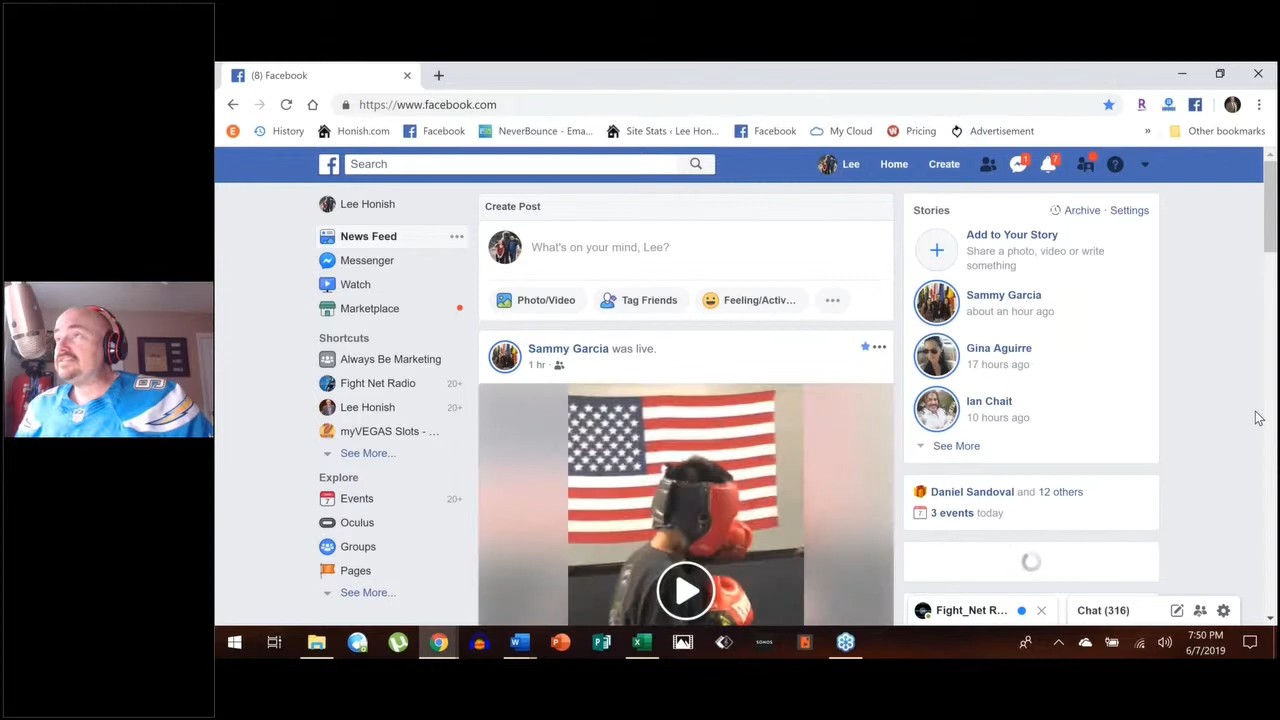 (8) Facebook
https://www.facebook.com
History Honish.com Facebook NeverBounce - Ema... Site Stats ‹ Lee Hon... Facebook My Cloud Pricing Advertisement » Other bookmarks
Search Lee Home Create 1 7
Lee Honish
News Feed
Messenger
Watch
Marketplace
Shortcuts
Always Be Marketing
Fight Net Radio 20+
Lee Honish 20+
myVEGAS Slots - ...
See More...
Explore
Events 20+
Oculus
Groups
Pages
See More...
Create Post
What's on your mind, Lee?
Photo/Video Tag Friends Feeling/Activ...
Sammy Garcia was live.
1 hr ·
Stories Archive · Settings
Add to Your Story
Share a photo, video or write
something
Sammy Garcia
about an hour ago
Gina Aguirre
17 hours ago
Ian Chait
10 hours ago
See More
Daniel Sandoval and 12 others
3 events today
Fight_Net R... Chat (316)
7:50 PM
6/7/2019